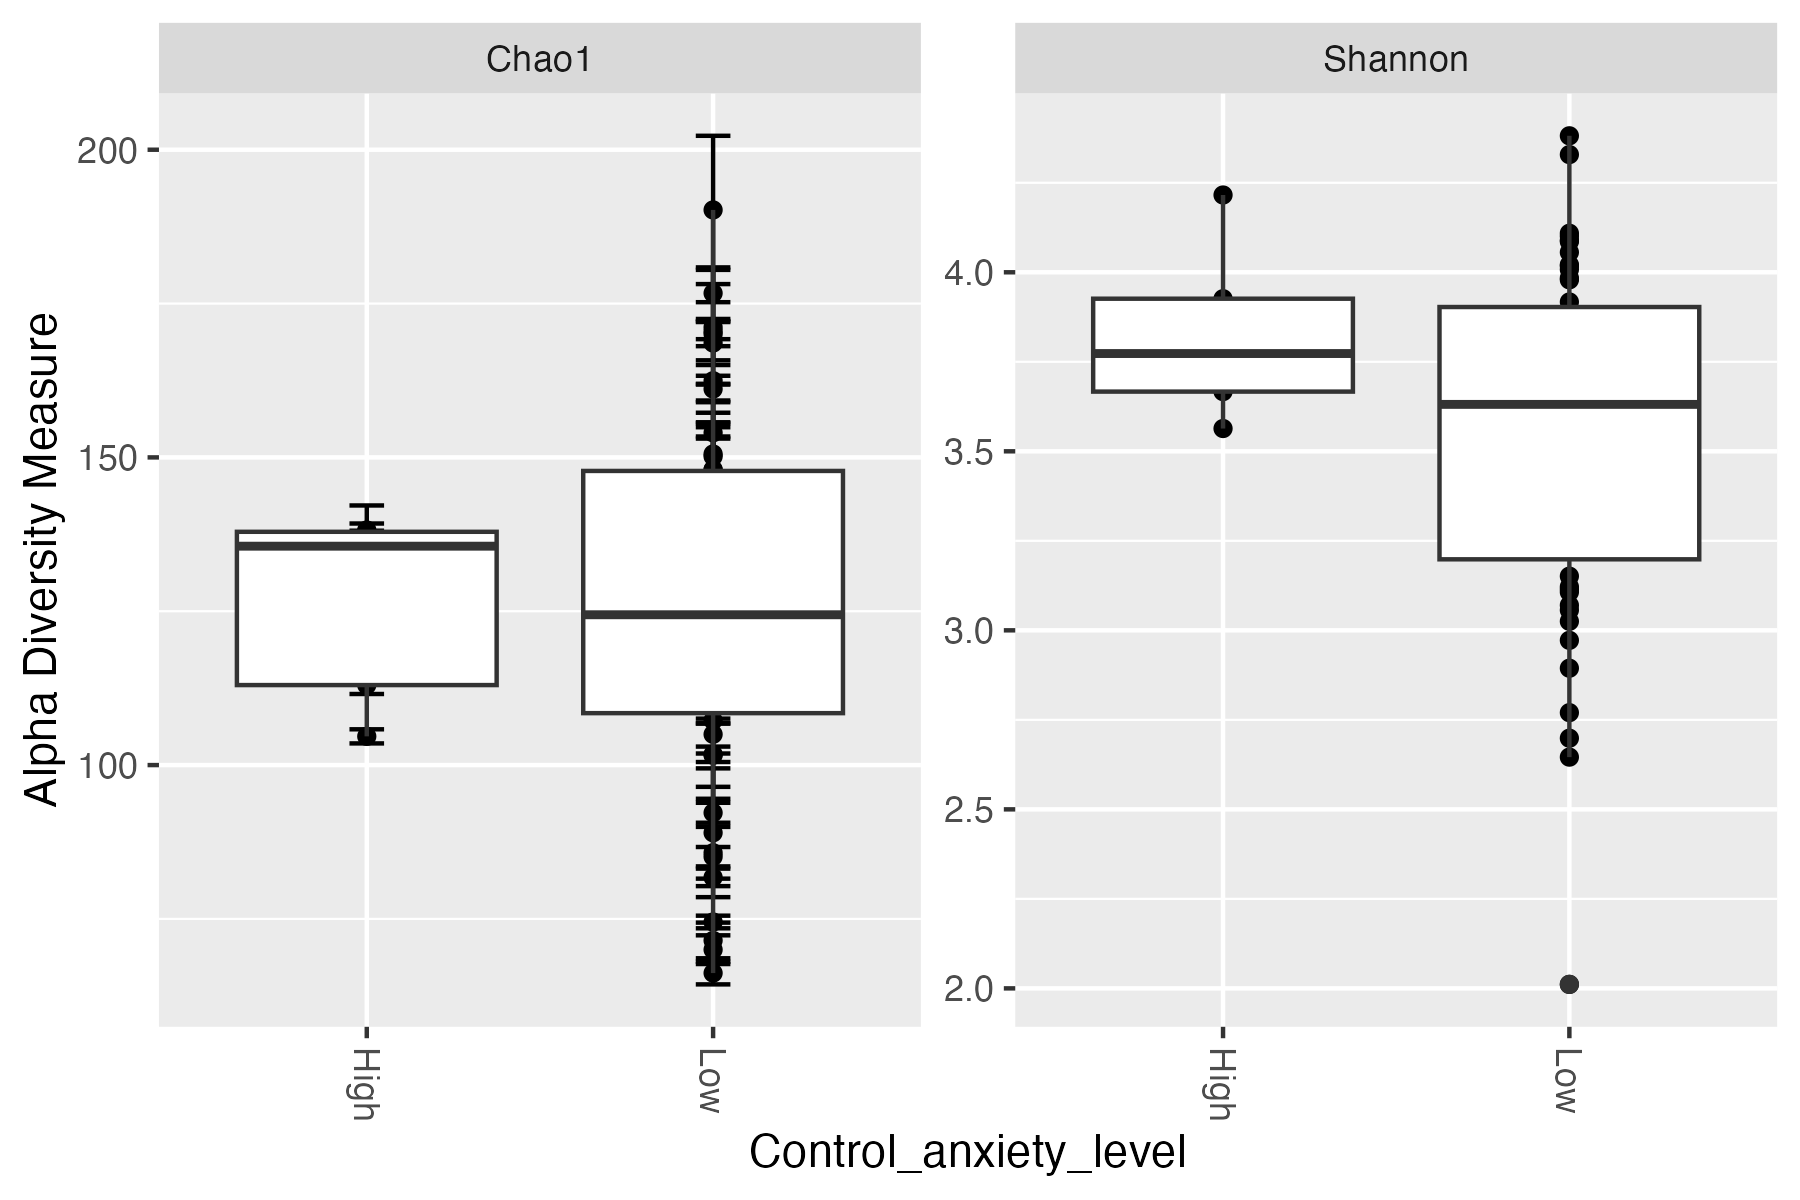 Chao1
Shannon
Alpha Diversity Measure
200
150
100
4.0
3.5
3.0
2.5
2.0
High
Low
High
Low
Control_anxiety_level